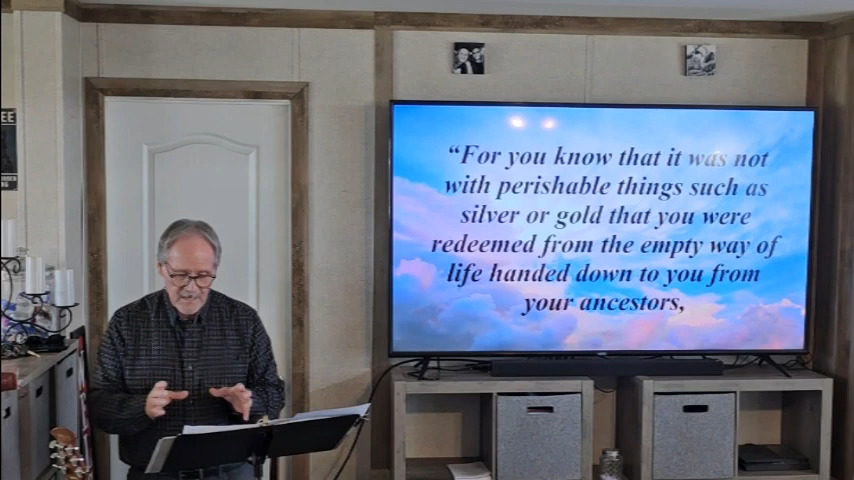 “For you know that it was not
with perishable things such as
silver or gold that you were
redeemed from the empty way of
life handed down to you from
your ancestors,